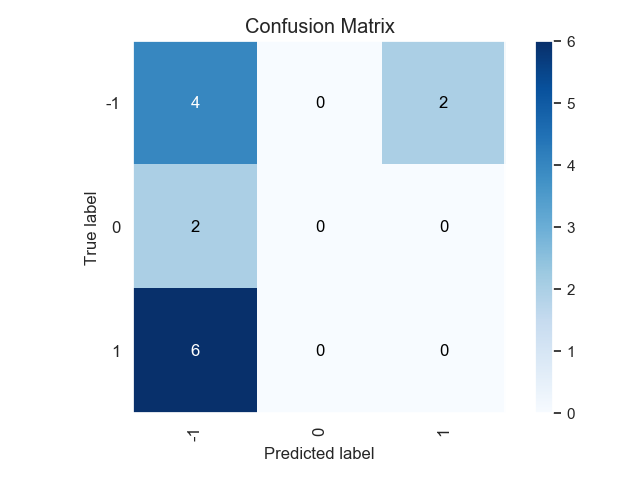 Confusion Matrix
True label
-1 4 0 2
0 2 0 0
1 6 0 0
-1 0 1
Predicted label
6
5
4
3
2
1
0